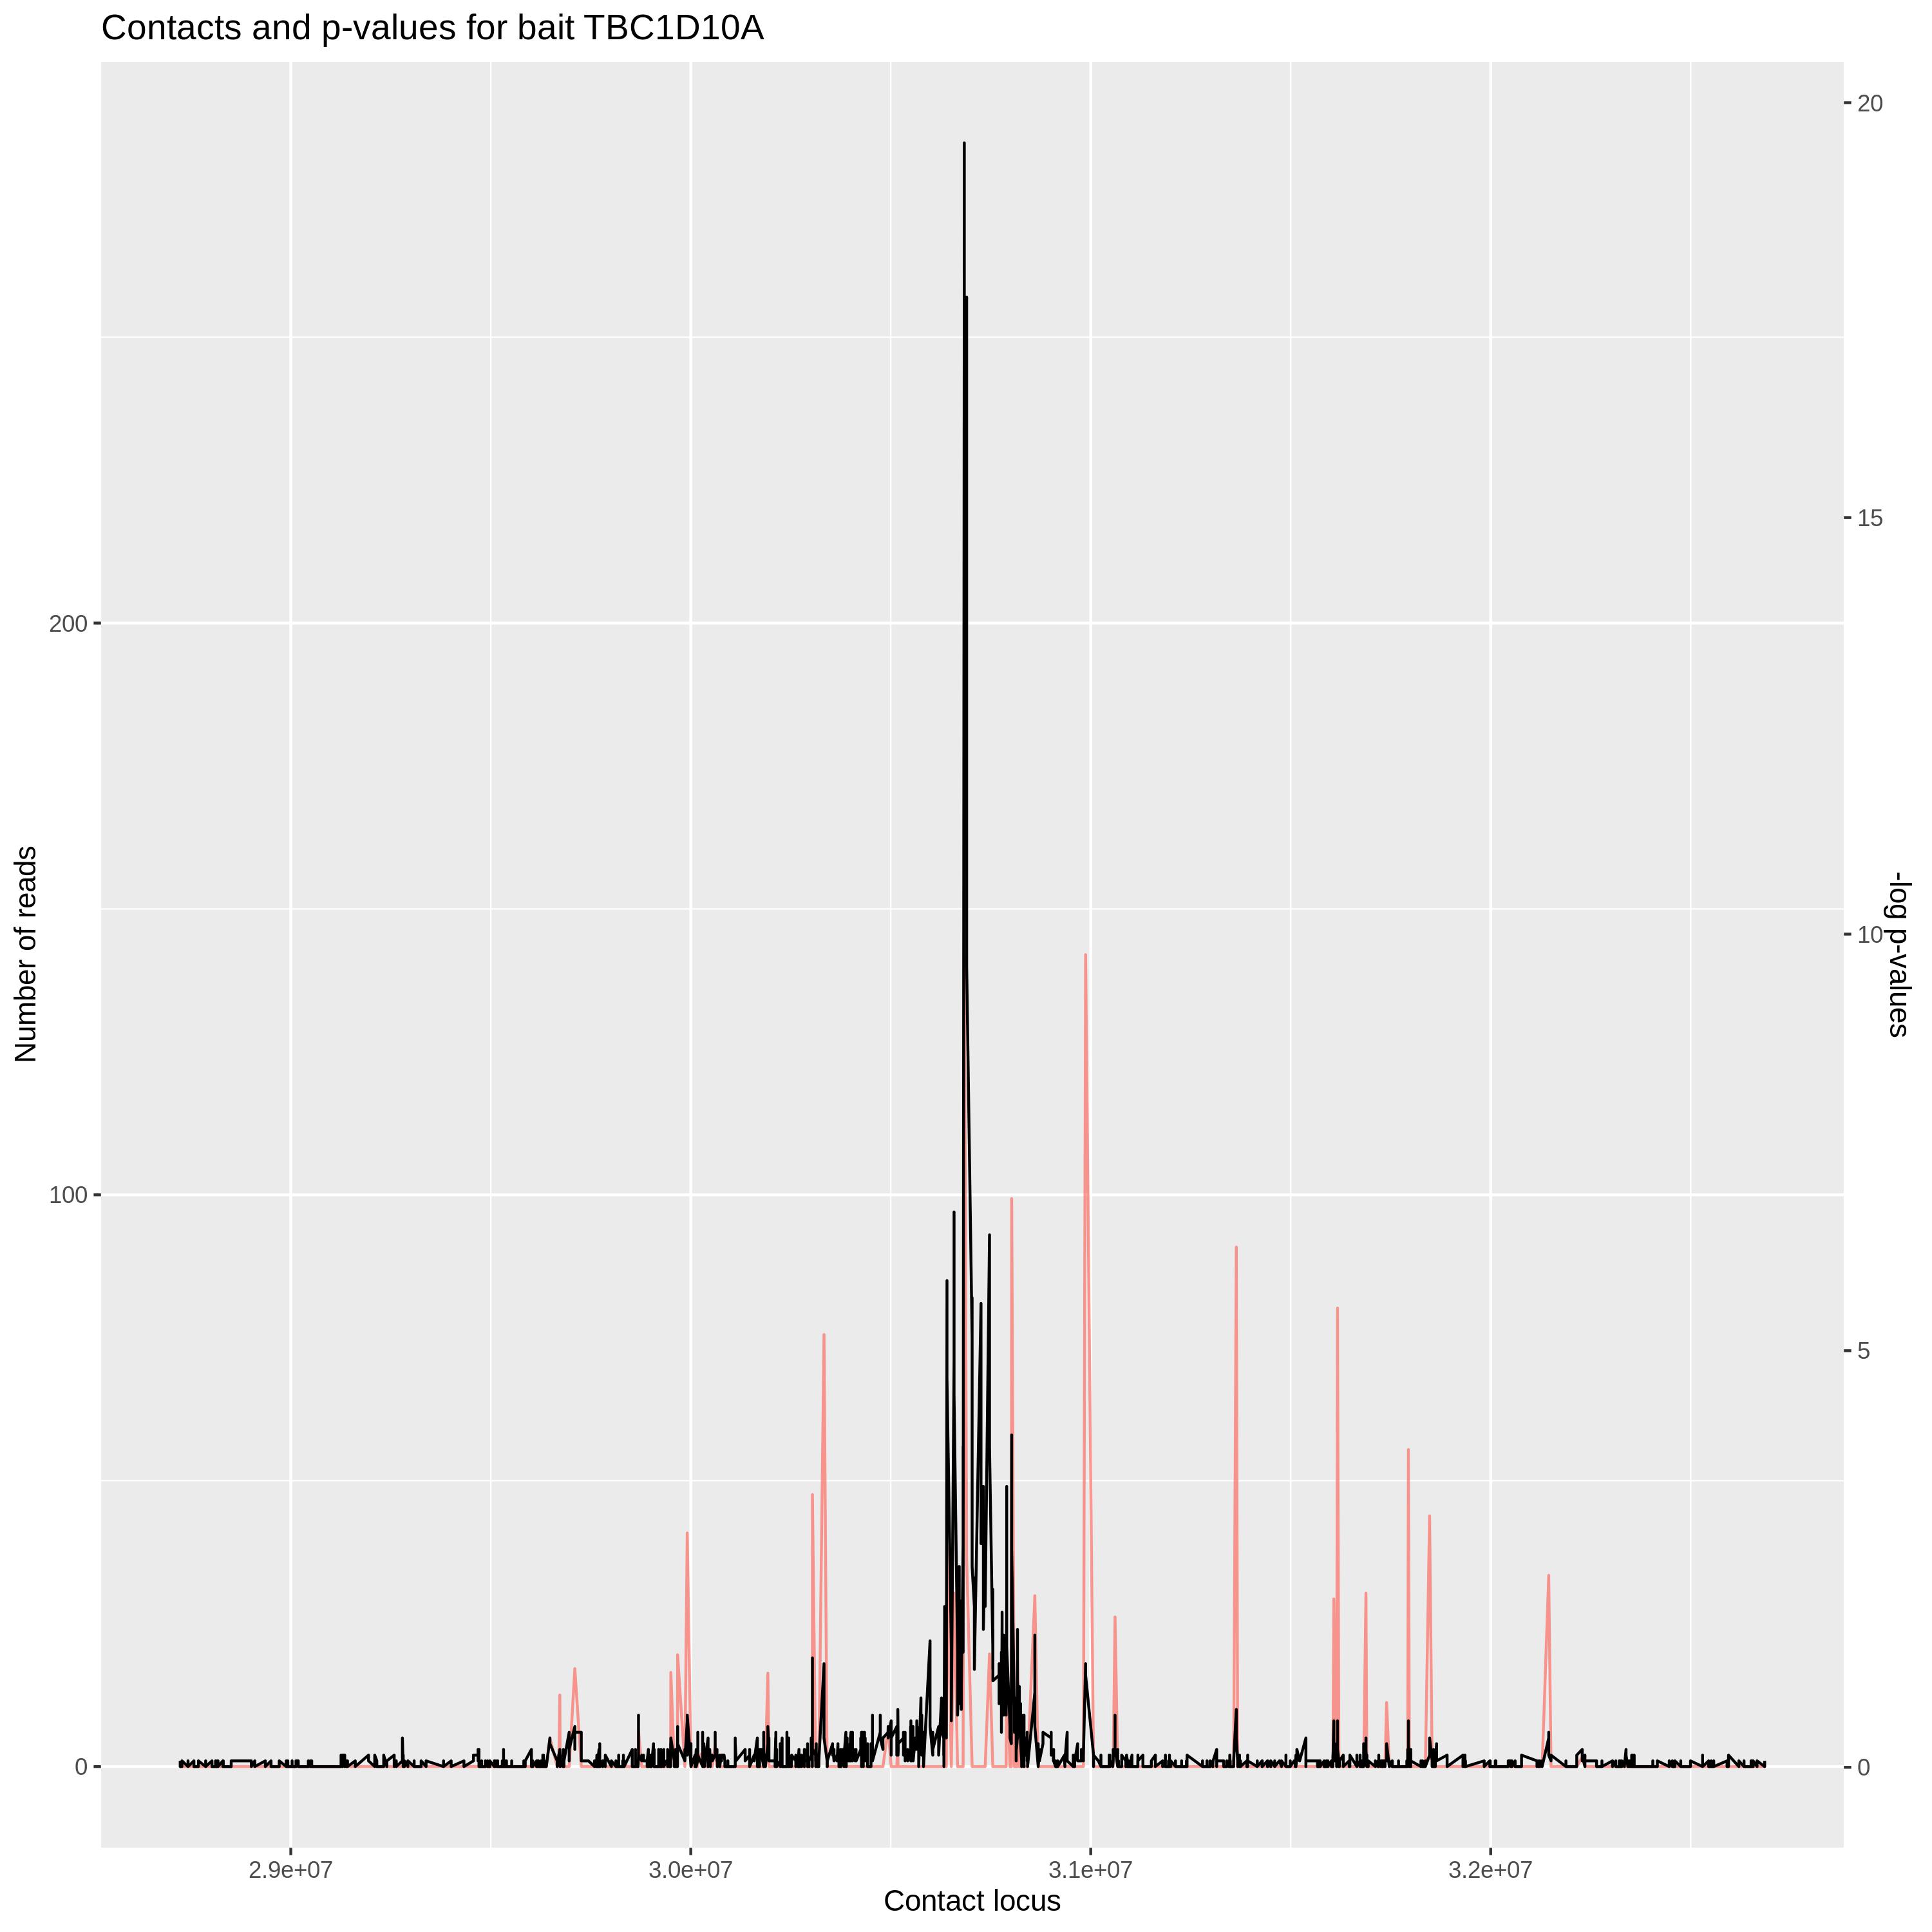 Contacts and p-values for bait TBC1D10A
Number of reads
200
100
0
20
15
10
5
0
-log p-values
2.9e+07
3.0e+07
3.1e+07
3.2e+07
Contact locus